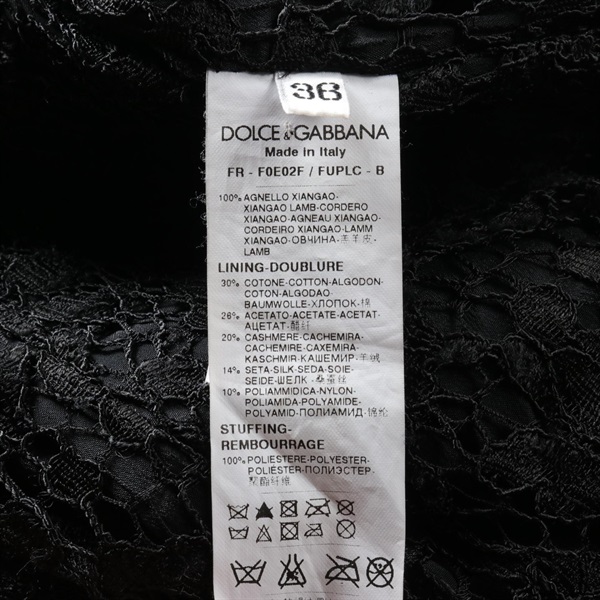 36
DOLCE&GABBANA
Made in Italy
FR - F0E02F / FUPLC - B
100% AGNELLO XIANGAO-
XIANGAO LAMB-CORDERO
XIANGAO-AGNEAU XIANGAO-
CORDEIRO XIANGAO-LAMM
XIANGAO-ОВЧИНА-羔羊皮-
LAMB
LINING-DOUBLURE
30% COTONE-COTTON-ALGODON-
COTON-ALGODAO-
BAUMWOLLE-ХЛОПОК-棉
26% ACETATO-ACETATE-ACETAT-
АЦЕТАТ-醋纤
20% CASHMERE-CACHEMIRA-
CACHEMIRE-CAXEMIRA-
KASCHMIR-КАШЕМИР-羊绒
14% SETA-SILK-SEDA-SOIE-
SEIDE-ШЕЛК-桑蚕丝
10% POLIAMMIDICA-NYLON-
POLIAMIDA-POLYAMIDE-
POLYAMID-ПОЛИАМИД-锦纶
STUFFING-
REMBOURRAGE
100% POLIESTERE-POLYESTER-
POLIÉSTER-ПОЛИЭСТЕР-
聚酯纤维